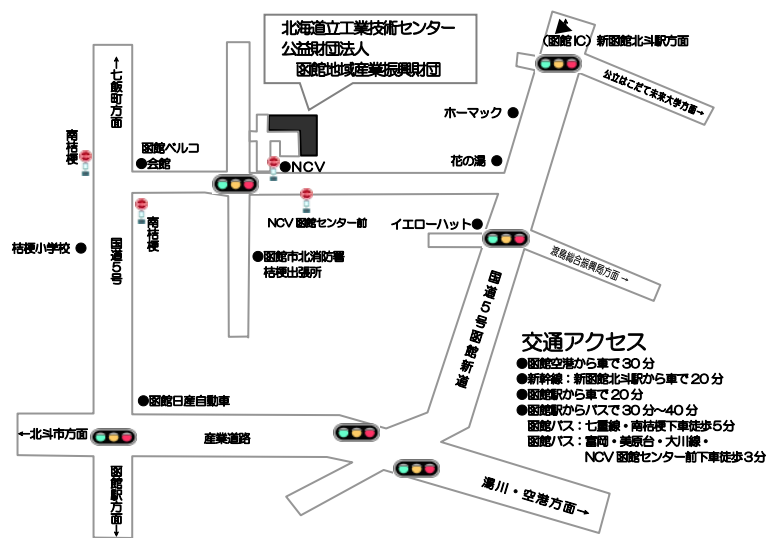 北海道立工業技術センター
公益財団法人
函館地域産業振興財団
(函館IC)新函館北斗駅方面
公立はこだて未来大学方面→
←七飯町方面
南桔梗
函館ベルコ
●会館
ホーマック●
花の湯●
●NCV
南桔梗
NCV函館センター前
イエローハット●
桔梗小学校●
国道5号
●函館市北消防署
桔梗出張所
渡島総合振興局方面→
国道5号函館新道
交通アクセス
●函館空港から車で30分
●新幹線：新函館北斗駅から車で20分
●函館駅から車で20分
●函館駅からバスで30分～40分
函館バス：七重線・南桔梗下車徒歩5分
函館バス：富岡・美原台・大川線・
NCV函館センター前下車徒歩3分
●函館日産自動車
←北斗市方面
産業道路
函館駅方面→
湯川・空港方面→